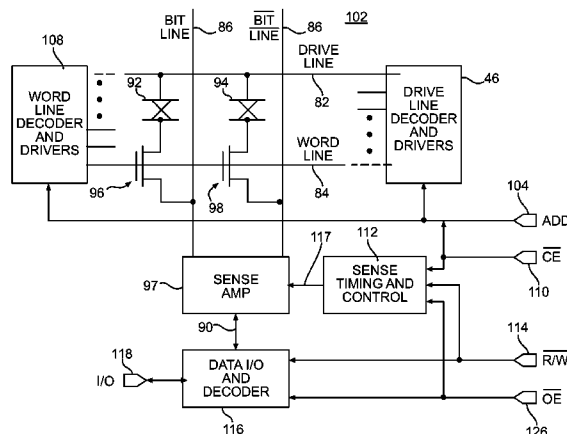 BIT
LINE
86
BIT
LINE
86
102
108
WORD
LINE
DECODER
AND
DRIVERS
92
94
DRIVE
LINE
82
46
DRIVE
LINE
DECODER
AND
DRIVERS
WORD
LINE
84
96
98
104
ADD
CE
110
117
112
SENSE
TIMING AND
CONTROL
97
SENSE
AMP
90
114
R/W
118
I/O
DATA I/O
AND
DECODER
116
OE
126